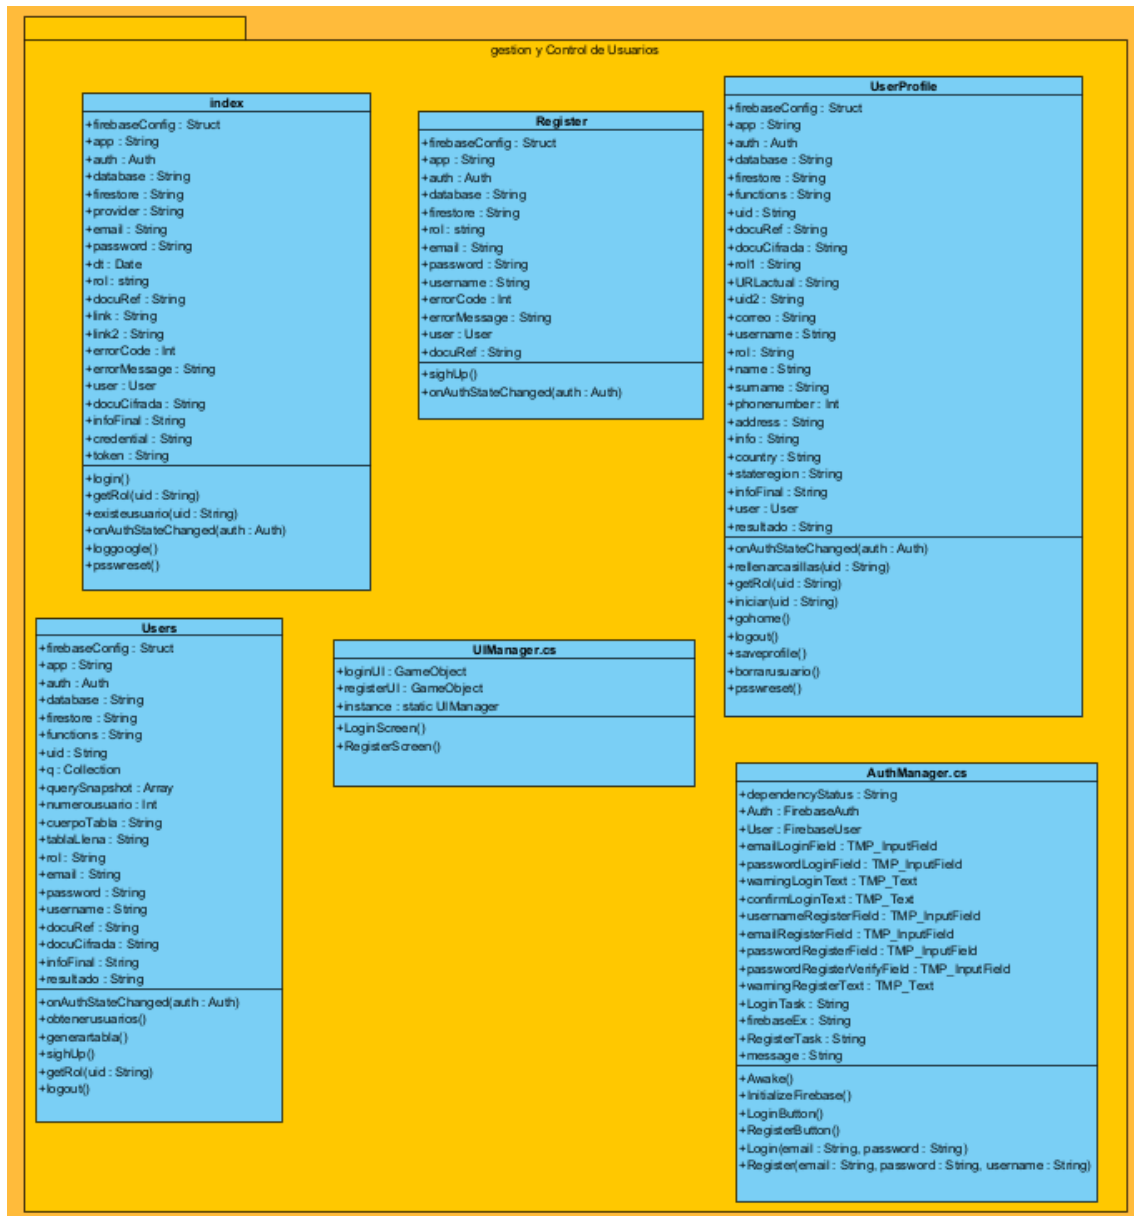 gestion y Control de Usuarios
index
+firebaseConfig : Struct
+app : String
+auth : Auth
+database : String
+firestore : String
+provider : String
+email : String
+password : String
+dt : Date
+rol : string
+docuRef : String
+link : String
+link2 : String
+errorCode : Int
+errorMessage : String
+user : User
+docuCifrada : String
+infoFinal : String
+credential : String
+token : String
+login()
+getRol(uid : String)
+existeusuario(uid : String)
+onAuthStateChanged(auth : Auth)
+loggoogle()
+psswreset()
Register
+firebaseConfig : Struct
+app : String
+auth : Auth
+database : String
+firestore : String
+rol : string
+email : String
+password : String
+username : String
+errorCode : Int
+errorMessage : String
+user : User
+docuRef : String
+sighUp()
+onAuthStateChanged(auth : Auth)
UserProfile
+firebaseConfig : Struct
+app : String
+auth : Auth
+database : String
+firestore : String
+functions : String
+uid : String
+docuRef : String
+docuCifrada : String
+rol1 : String
+URLactual : String
+uid2 : String
+correo : String
+username : String
+rol : String
+name : String
+surname : String
+phonenumber : Int
+address : String
+info : String
+country : String
+stateregion : String
+infoFinal : String
+user : User
+resultado : String
+onAuthStateChanged(auth : Auth)
+rellenarcasillas(uid : String)
+getRol(uid : String)
+iniciar(uid : String)
+gohome()
+logout()
+saveprofile()
+borrarusuario()
+psswreset()
Users
+firebaseConfig : Struct
+app : String
+auth : Auth
+database : String
+firestore : String
+functions : String
+uid : String
+q : Collection
+querySnapshot : Array
+numerousuario : Int
+cuerpoTabla : String
+tablaLlena : String
+rol : String
+email : String
+password : String
+username : String
+docuRef : String
+docuCifrada : String
+infoFinal : String
+resultado : String
+onAuthStateChanged(auth : Auth)
+obtenerusuarios()
+generartabla()
+sighUp()
+getRol(uid : String)
+logout()
UIManager.cs
+loginUI : GameObject
+registerUI : GameObject
+instance : static UIManager
+LoginScreen()
+RegisterScreen()
AuthManager.cs
+dependencyStatus : String
+Auth : FirebaseAuth
+User : FirebaseUser
+emailLoginField : TMP_InputField
+passwordLoginField : TMP_InputField
+warningLoginText : TMP_Text
+confirmLoginText : TMP_Text
+usernameRegisterField : TMP_InputField
+emailRegisterField : TMP_InputField
+passwordRegisterField : TMP_InputField
+passwordRegisterVerifyField : TMP_InputField
+warningRegisterText : TMP_Text
+LoginTask : String
+firebaseEx : String
+RegisterTask : String
+message : String
+Awake()
+InitializeFirebase()
+LoginButton()
+RegisterButton()
+Login(email : String, password : String)
+Register(email : String, password : String, username : String)